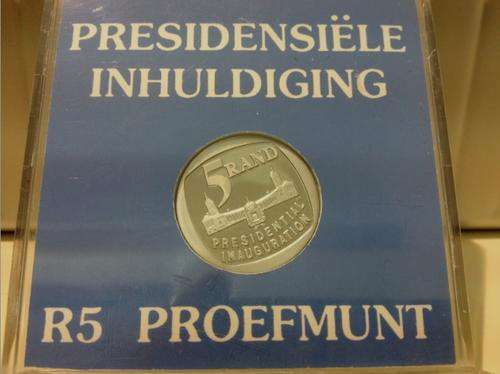 PRESIDENSIËLE
INHULDIGING
5 RAND
PRESIDENTIAL
INAUGURATION
R5 PROEFMUNT